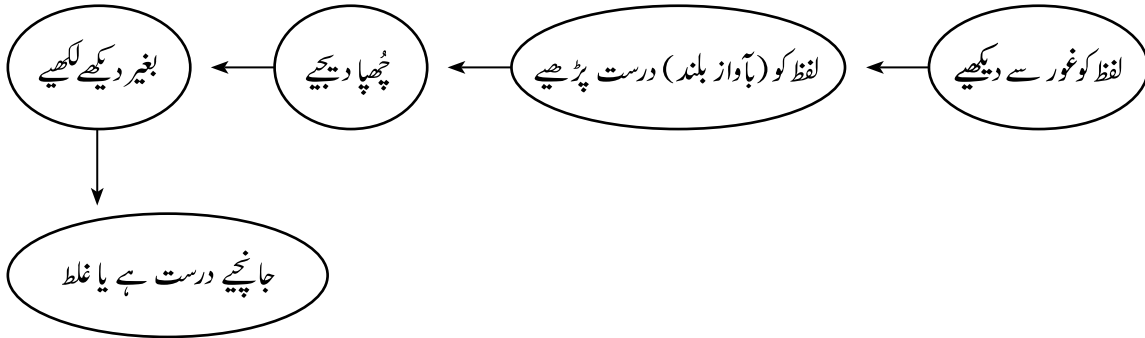 لفظ کو غور سے دیکھیے
لفظ کو (بآواز بلند) درست پڑھیے
چُھپا دیجیے
بغیر دیکھے لکھیے
جانچیے درست ہے یا غلط